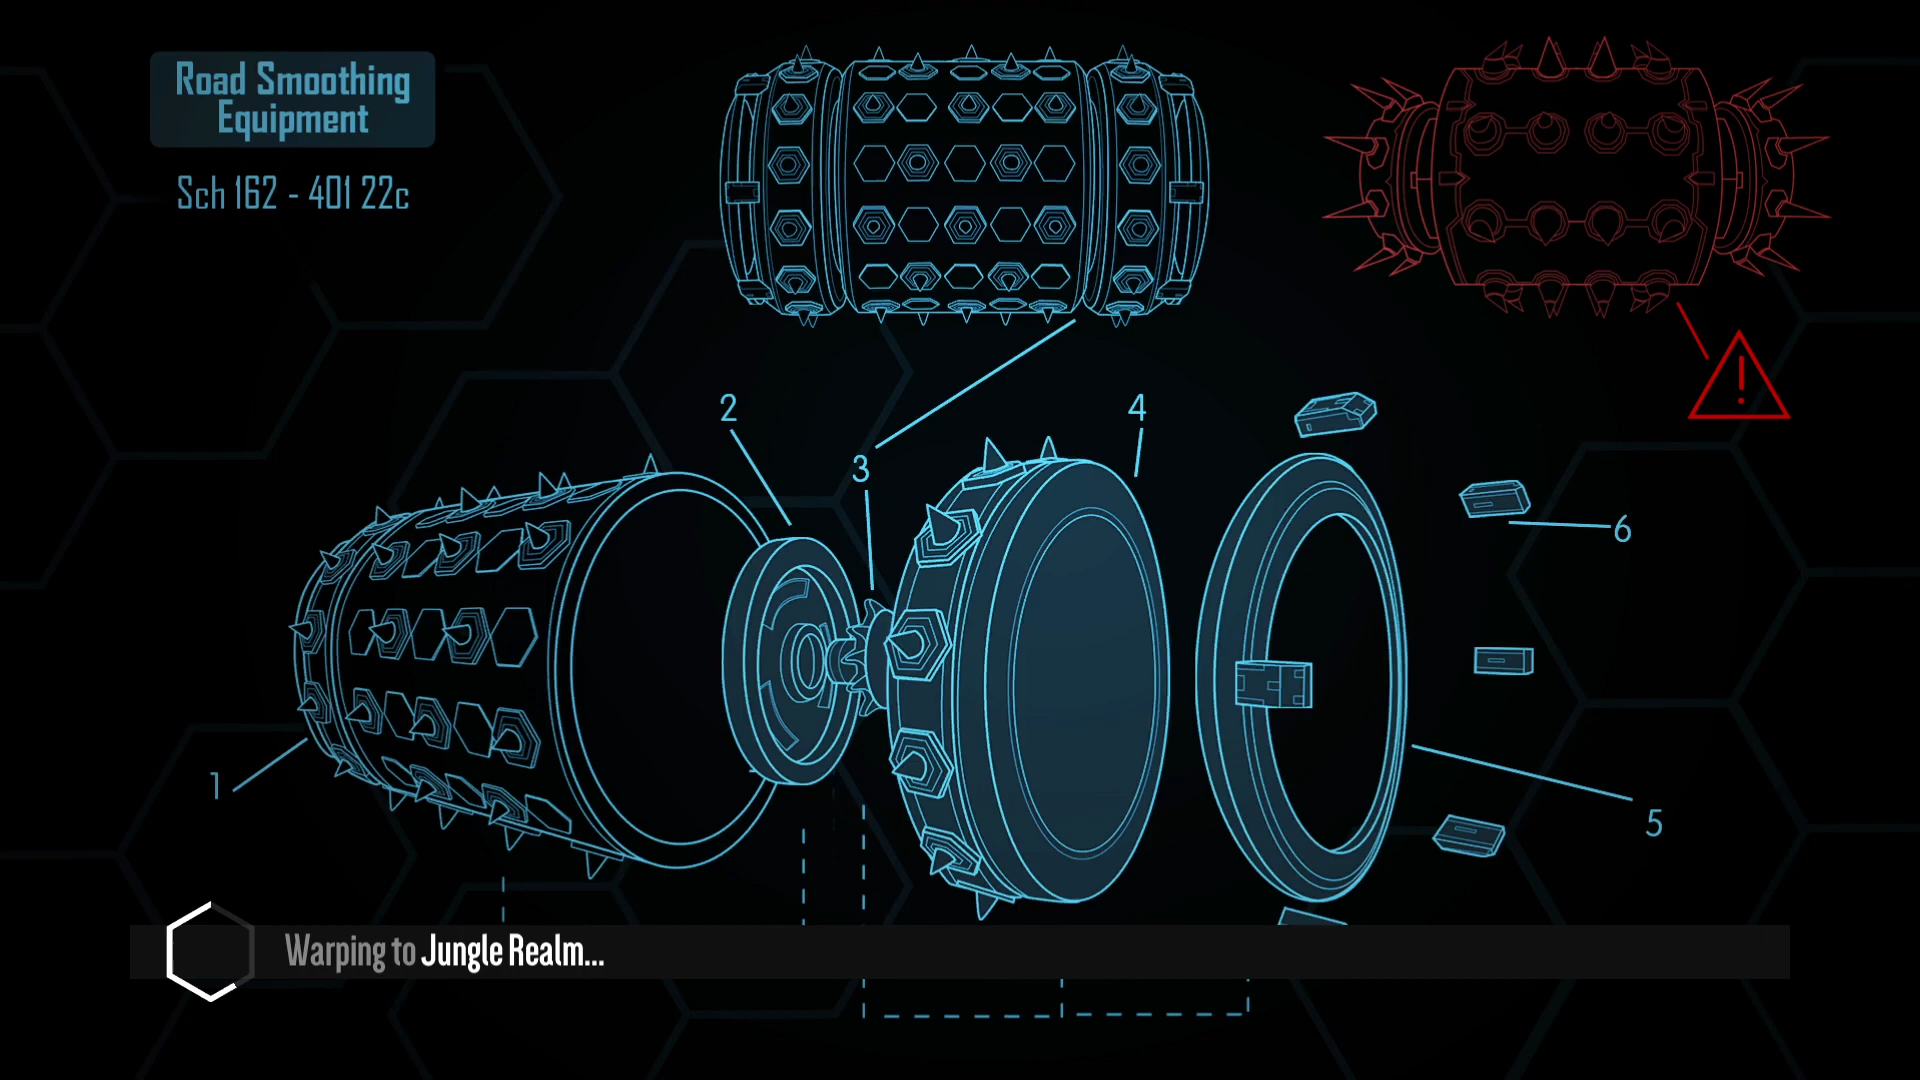 Road Smoothing
Equipment
Sch 162 - 401 22c
2
4
3
6
1
5
Warping to Jungle Realm...